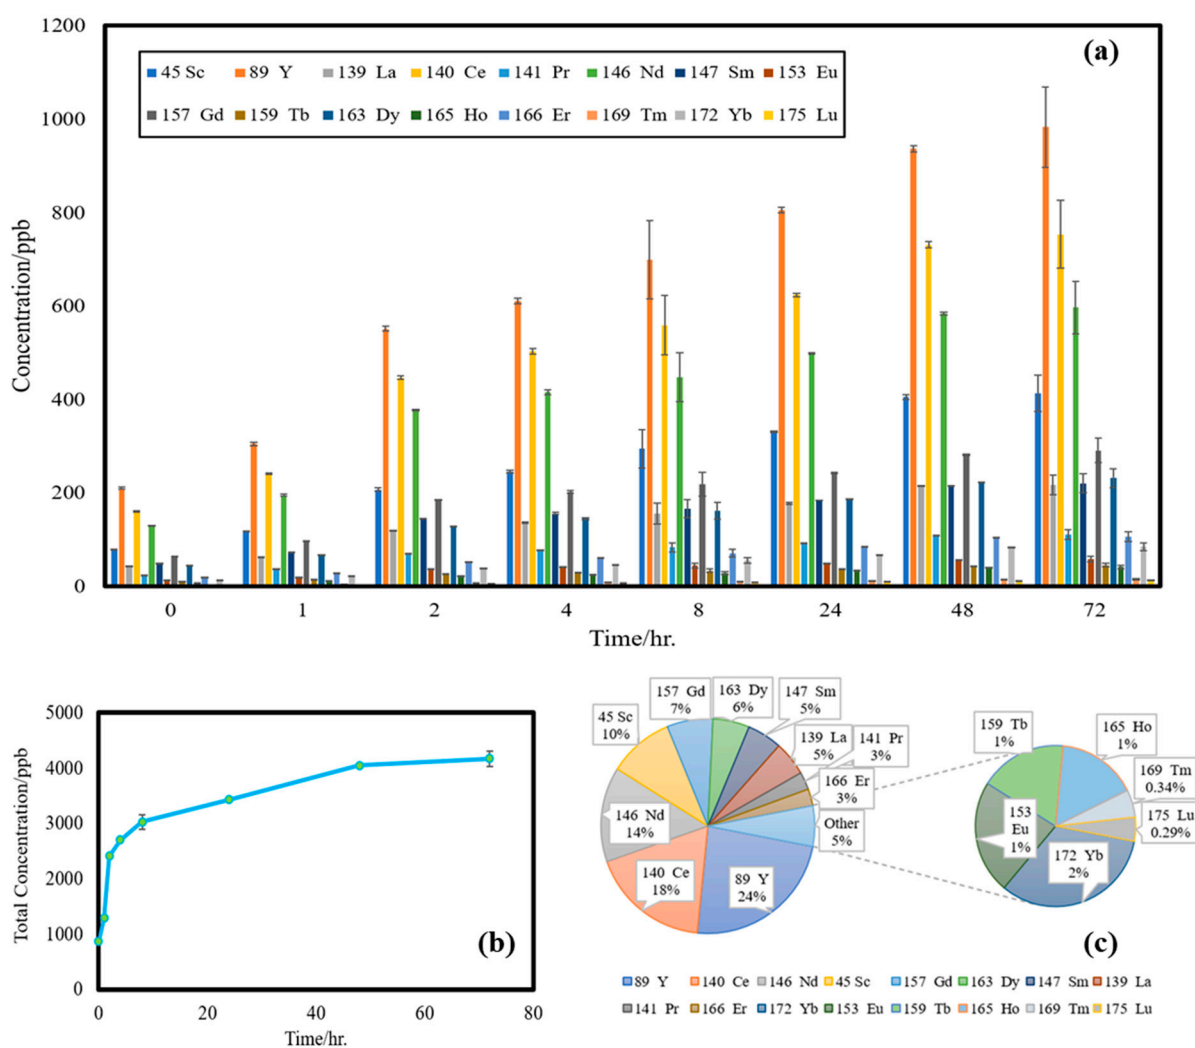 1200
(a)
45 Sc 89 Y 139 La 140 Ce 141 Pr 146 Nd 147 Sm 153 Eu
157 Gd 159 Tb 163 Dy 165 Ho 166 Er 169 Tm 172 Yb 175 Lu
1000
800
600
400
200
0
Concentration/ppb
0 1 2 4 8 24 48 72
Time/hr.
5000
4000
3000
2000
1000
0
Total Concentration/ppb
(b)
0 20 40 60 80
Time/hr.
157 Gd
7%
163 Dy
6%
147 Sm
5%
45 Sc
10%
139 La
5%
141 Pr
3%
166 Er
3%
146 Nd
14%
Other
5%
140 Ce
18%
89 Y
24%
159 Tb
1%
165 Ho
1%
169 Tm
0.34%
153
Eu
1%
175 Lu
0.29%
172 Yb
2%
(c)
89 Y 140 Ce 146 Nd 45 Sc 157 Gd 163 Dy 147 Sm 139 La
141 Pr 166 Er 172 Yb 153 Eu 159 Tb 165 Ho 169 Tm 175 Lu